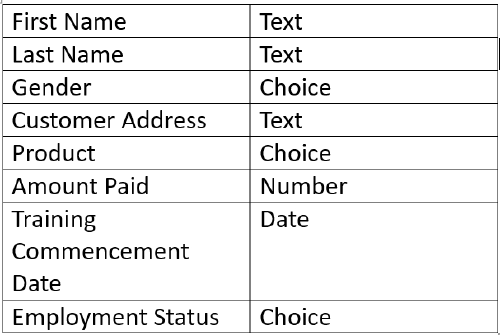 First Name Text
Last Name Text
Gender Choice
Customer Address Text
Product Choice
Amount Paid Number
Training Date
Commencement
Date
Employment Status Choice